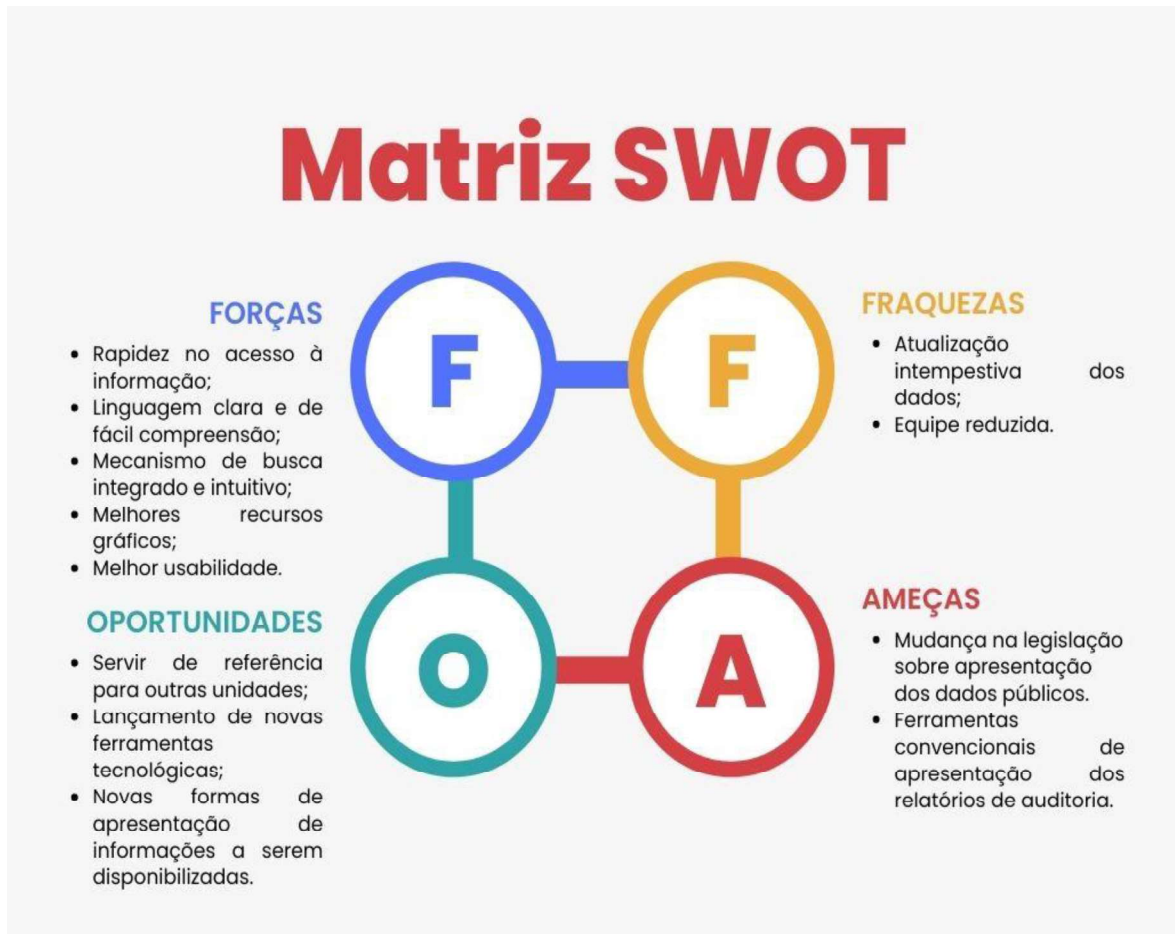 Matriz SWOT
FORÇAS
• Rapidez no acesso à
informação;
• Linguagem clara e de
fácil compreensão;
• Mecanismo de busca
integrado e intuitivo;
• Melhores recursos
gráficos;
• Melhor usabilidade.
F
F
FRAQUEZAS
• Atualização
intempestiva dos
dados;
• Equipe reduzida.
OPORTUNIDADES
• Servir de referência
para outras unidades;
• Lançamento de novas
ferramentas
tecnológicas;
• Novas formas de
apresentação de
informações a serem
disponibilizadas.
O
A
AMEÇAS
• Mudança na legislação
sobre apresentação
dos dados públicos.
• Ferramentas
convencionais de
apresentação dos
relatórios de auditoria.